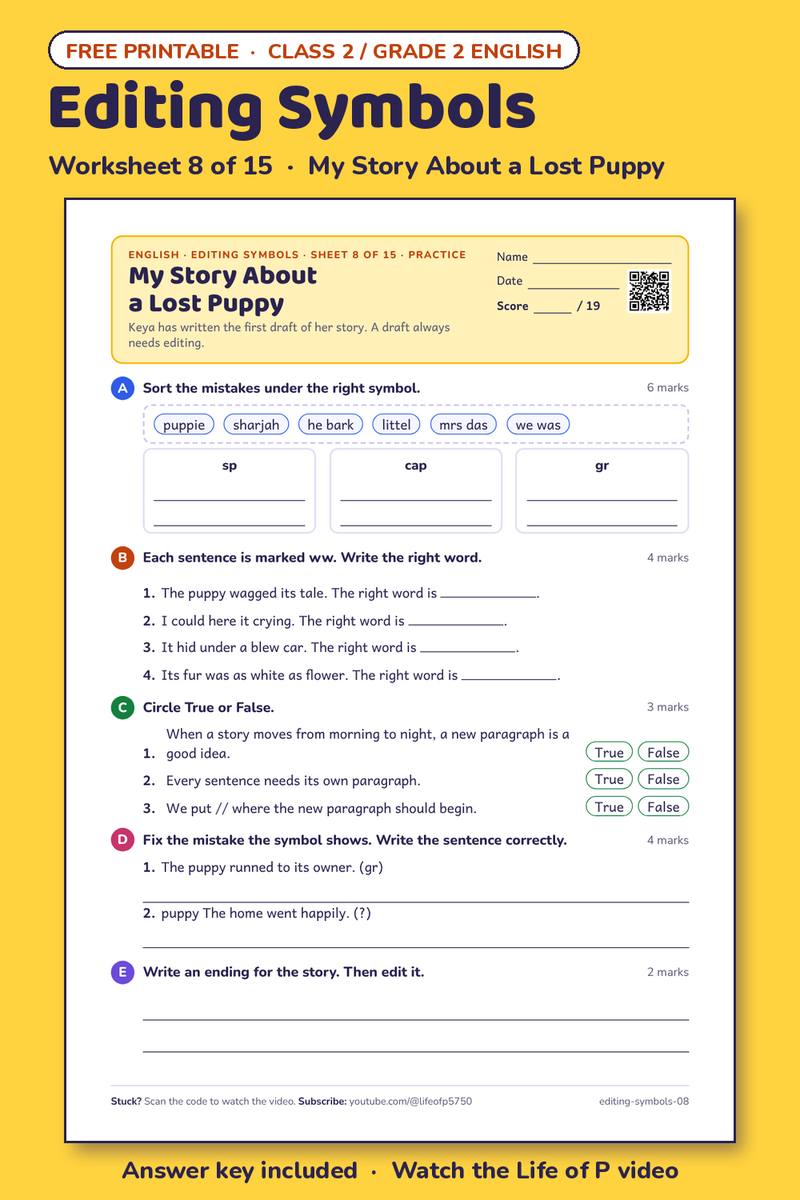 FREE PRINTABLE · CLASS 2 / GRADE 2 ENGLISH
Editing Symbols
Worksheet 8 of 15 · My Story About a Lost Puppy
ENGLISH · EDITING SYMBOLS · SHEET 8 OF 15 · PRACTICE
My Story About
a Lost Puppy
Keya has written the first draft of her story. A draft always
needs editing.
Name
Date
Score ______ / 19
A Sort the mistakes under the right symbol. 6 marks
puppie sharjah he bark littel mrs das we was
sp cap gr
B Each sentence is marked ww. Write the right word. 4 marks
1. The puppy wagged its tale. The right word is ______.
2. I could here it crying. The right word is ______.
3. It hid under a blew car. The right word is ______.
4. Its fur was as white as flower. The right word is ______.
C Circle True or False. 3 marks
When a story moves from morning to night, a new paragraph is a
1. good idea. True False
2. Every sentence needs its own paragraph. True False
3. We put // where the new paragraph should begin. True False
D Fix the mistake the symbol shows. Write the sentence correctly. 4 marks
1. The puppy runned to its owner. (gr)
2. puppy The home went happily. (?)
E Write an ending for the story. Then edit it. 2 marks
Stuck? Scan the code to watch the video. Subscribe: youtube.com/@lifeofp5750 editing-symbols-08
Answer key included · Watch the Life of P video